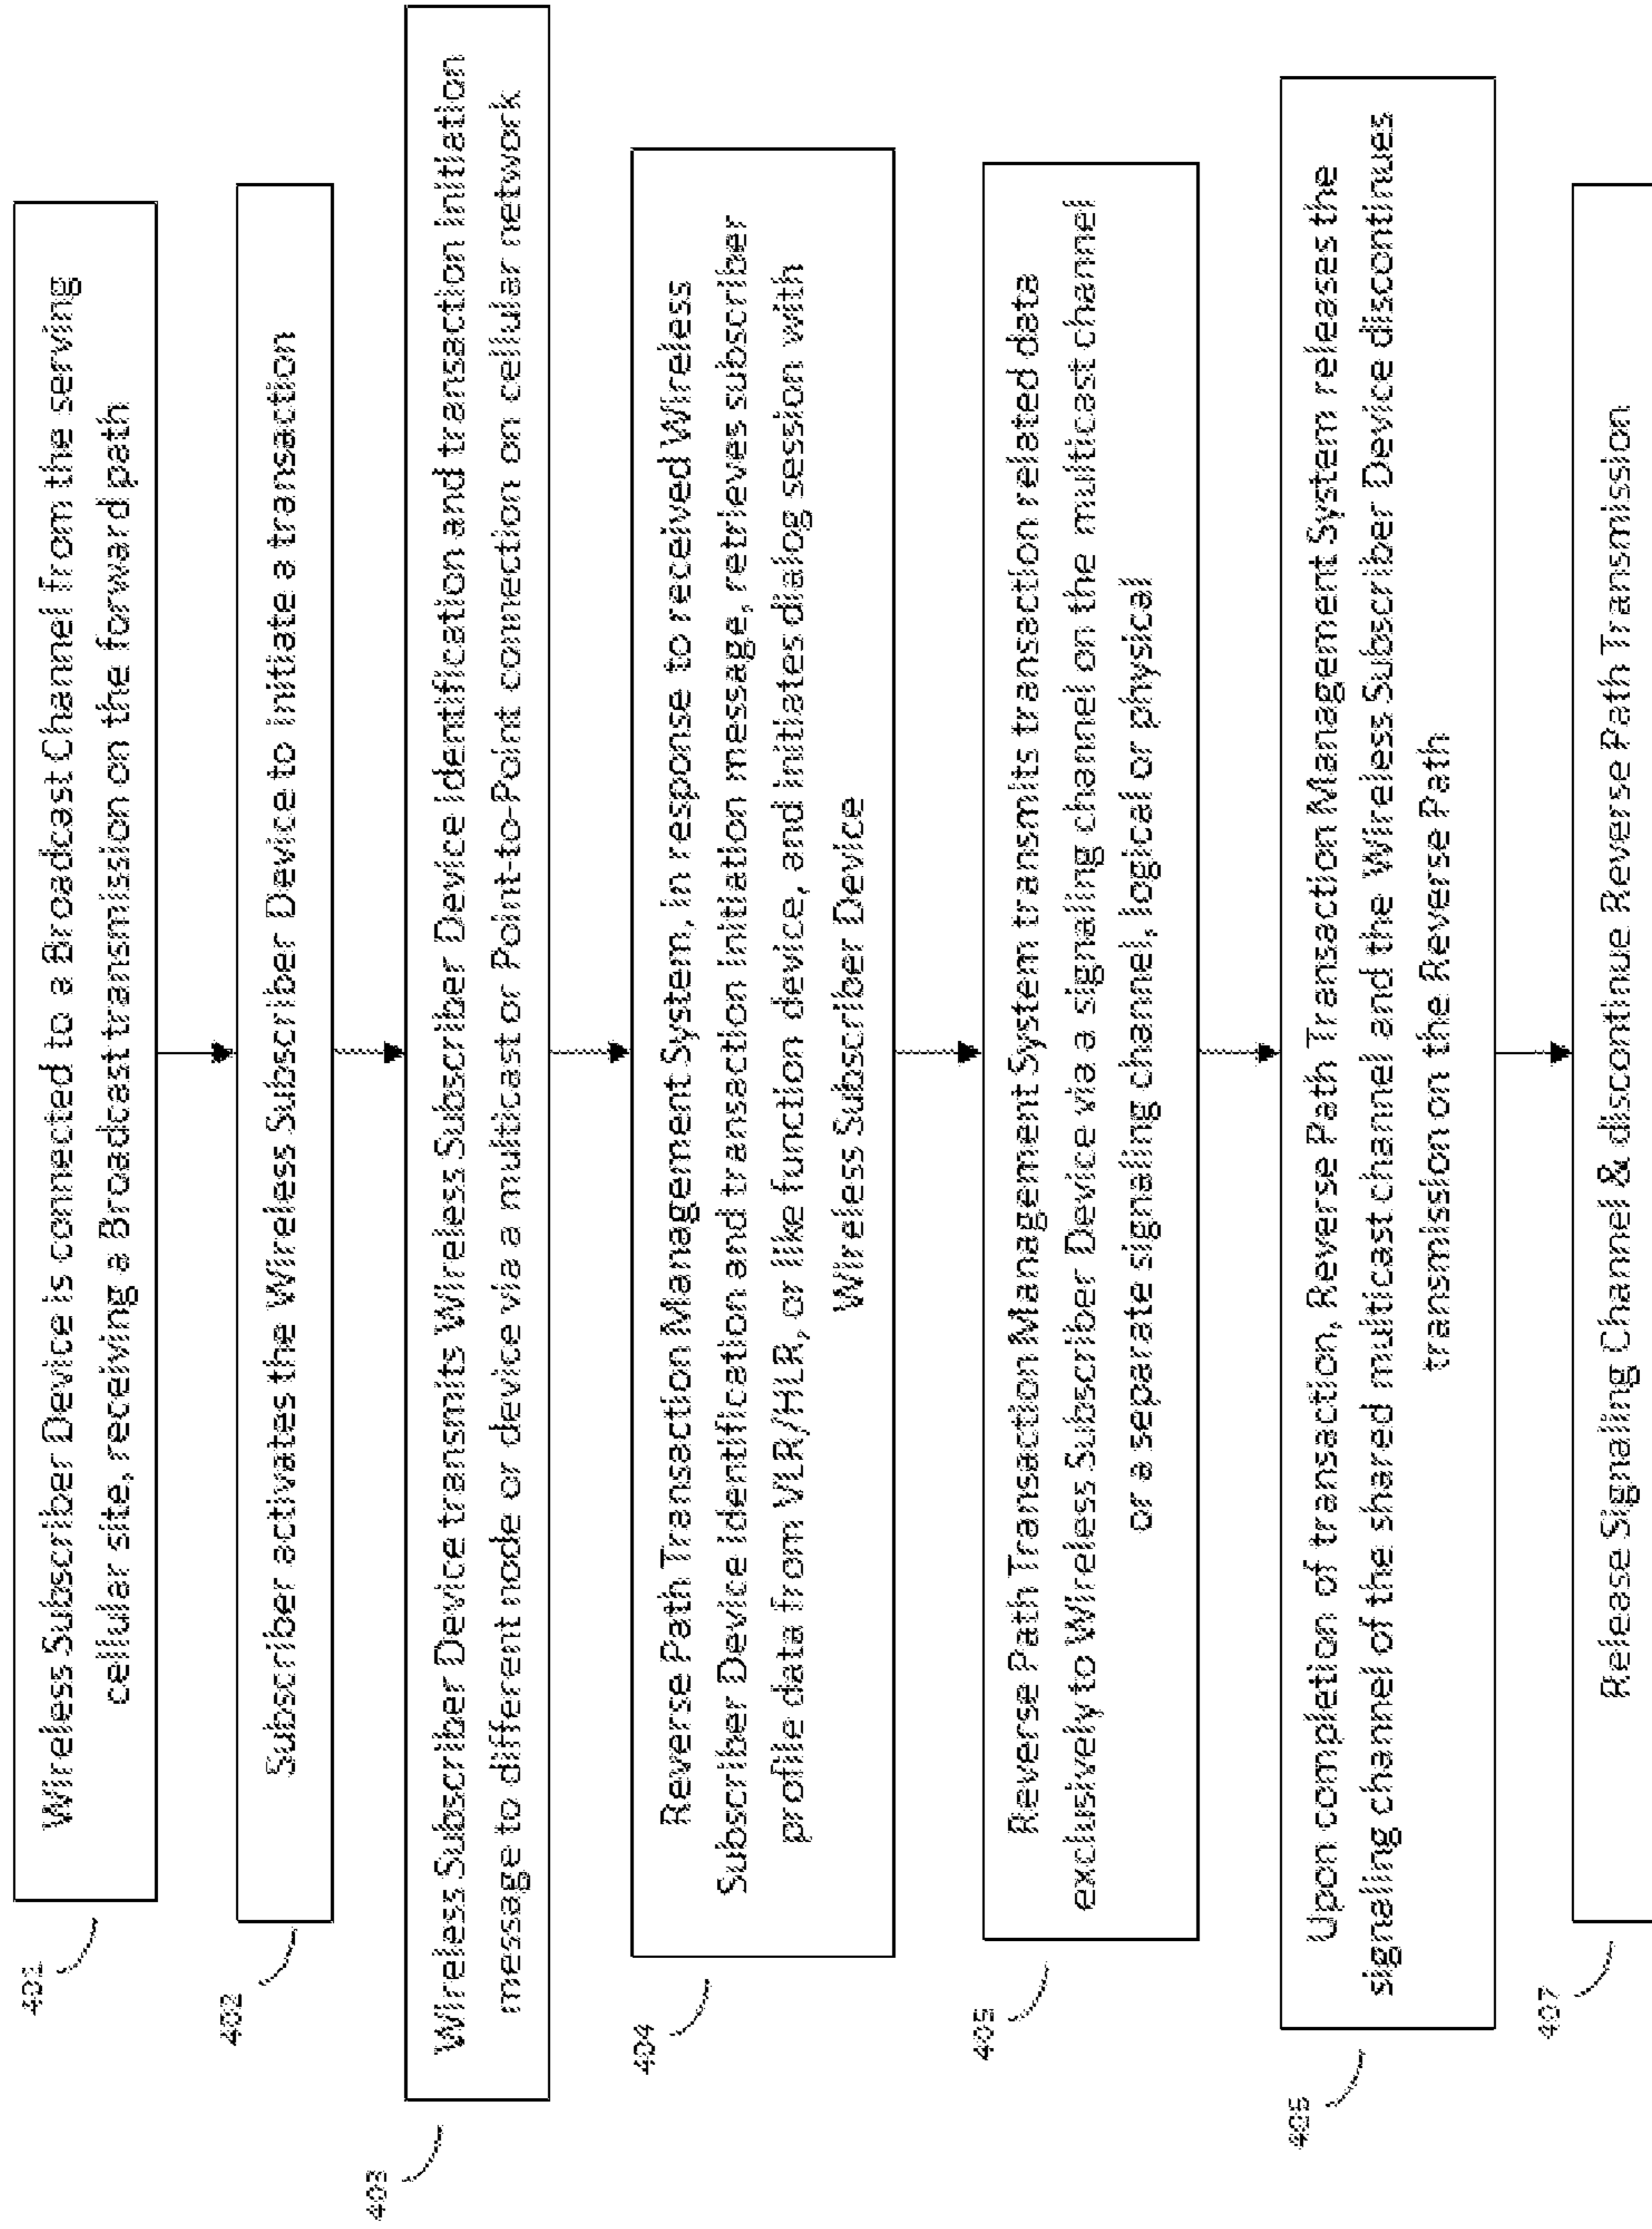 401
Wireless Subscriber Device is connected to a Broadcast Channel from the serving
cellular site, receiving a Broadcast transmission on the forward path
402
Subscriber activates the Wireless Subscriber Device to initiate a transaction
403
Wireless Subscriber Device transmits Wireless Subscriber Device identification and transaction initiation
message to different node or device via a multicast or Point-to-Point connection on cellular network
404
Reverse Path Transaction Management System, in response to received Wireless
Subscriber Device identification and transaction initiation message, retrieves subscriber
profile data from VLR/HLR, or like function device, and initiates dialog session with
Wireless Subscriber Device
405
Reverse Path Transaction Management System transmits transaction related data
exclusively to Wireless Subscriber Device via a signaling channel on the multicast channel
or a separate signaling channel, logical or physical
406
Upon completion of transaction, Reverse Path Transaction Management System releases the
signaling channel of the shared multicast channel and the Wireless Subscriber Device discontinues
transmission on the Reverse Path
407
Release Signaling Channel & discontinue Reverse Path Transmission